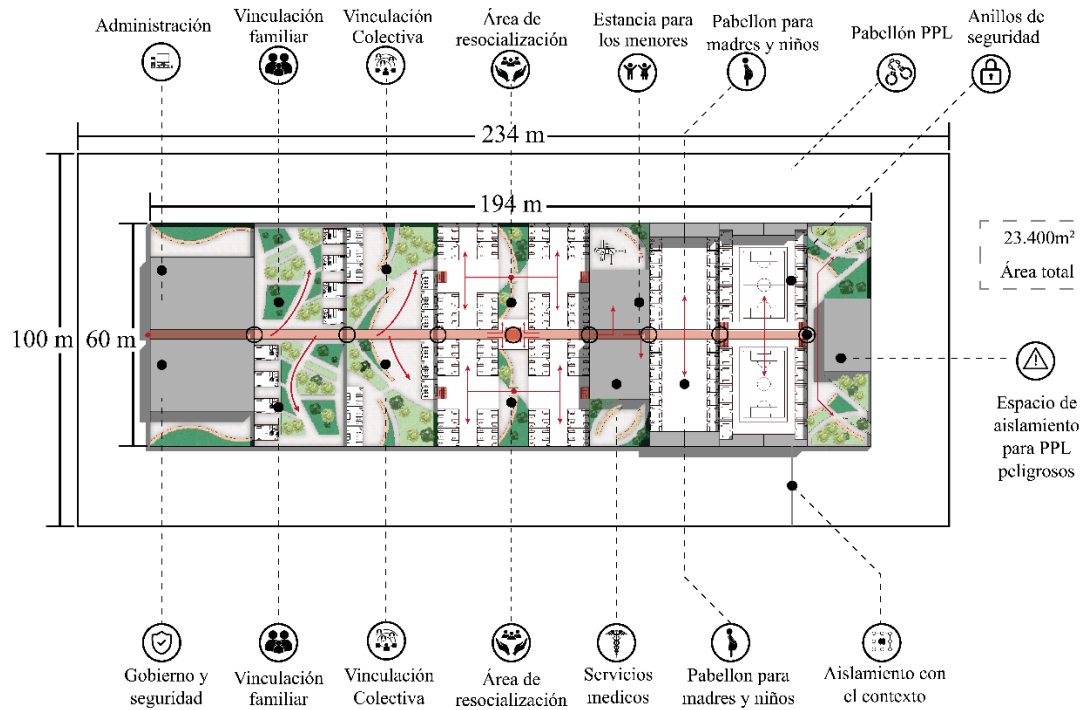 Administración
Vinculación
familiar
Vinculación
Colectiva
Área de
resocialización
Estancia para
los menores
Pabellon para
madres y niños
Pabellón PPL
Anillos de
seguridad
234 m
194 m
100 m
60 m
23.400m²
Área total
Espacio de
aislamiento
para PPL
peligrosos
Gobierno y
seguridad
Vinculación
familiar
Vinculación
Colectiva
Área de
resocialización
Servicios
medicos
Pabellon para
madres y niños
Aislamiento con
el contexto